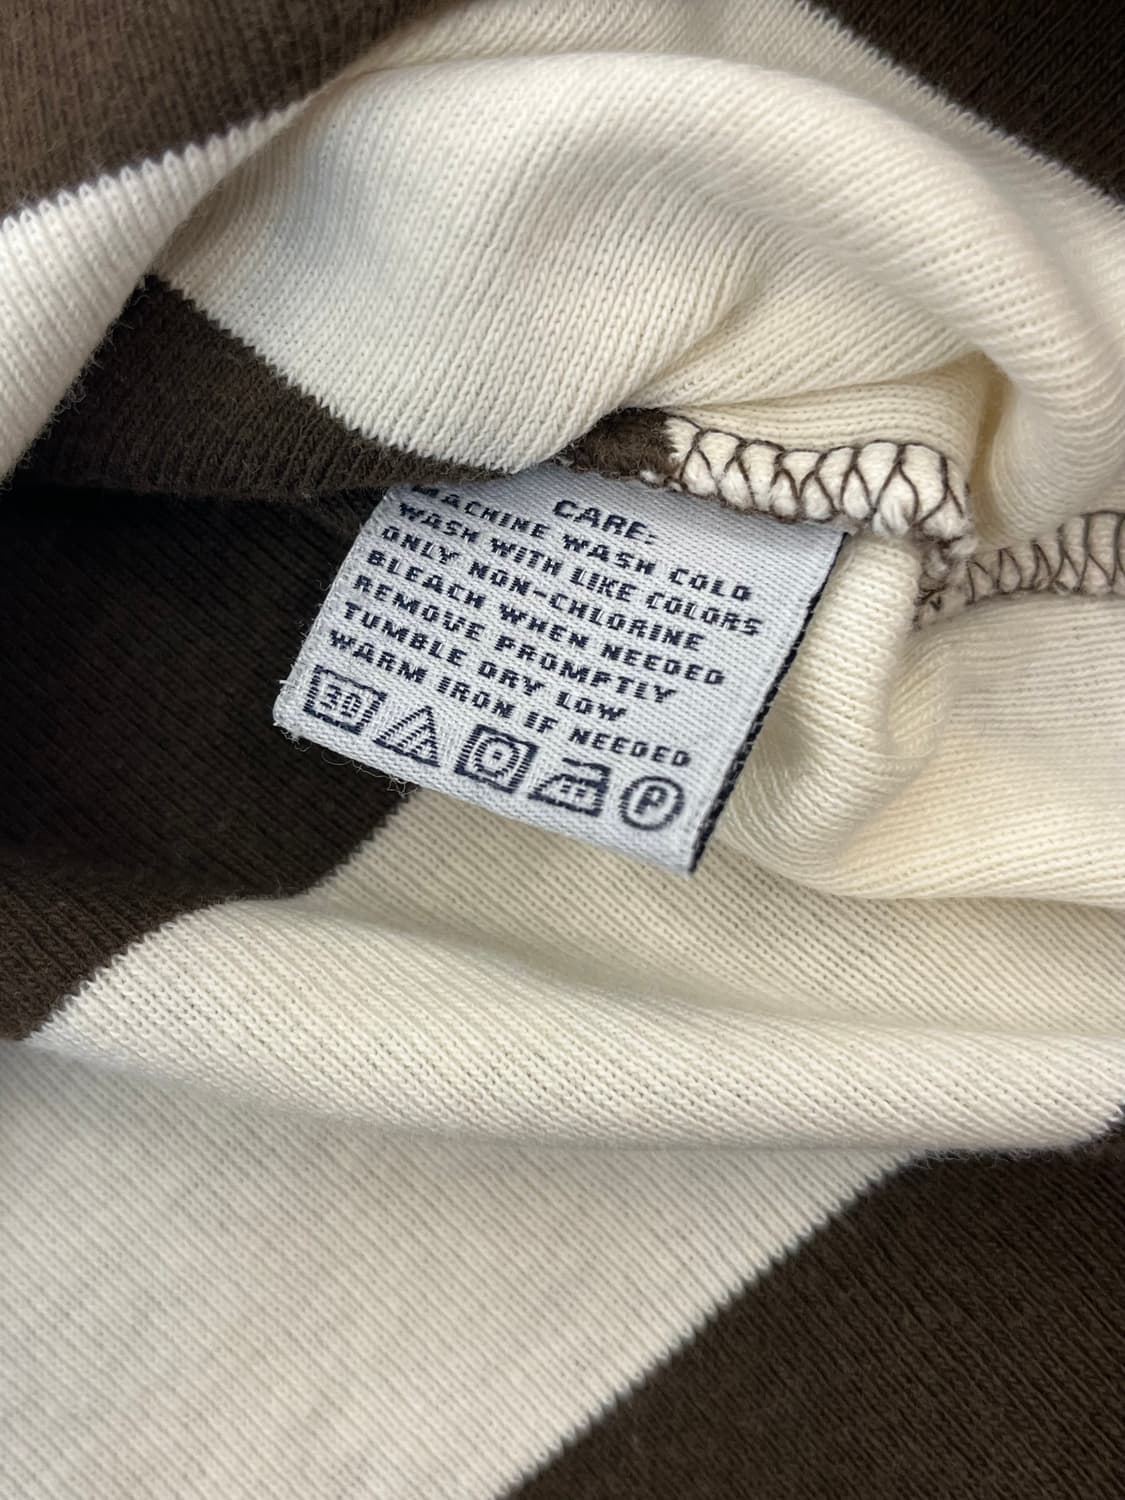 CARE:
MACHINE WASH COLD
WASH WITH LIKE COLORS
ONLY NON-CHLORINE
BLEACH WHEN NEEDED
REMOVE PROMPTLY
TUMBLE DRY LOW
WARM IRON IF NEEDED
30 P